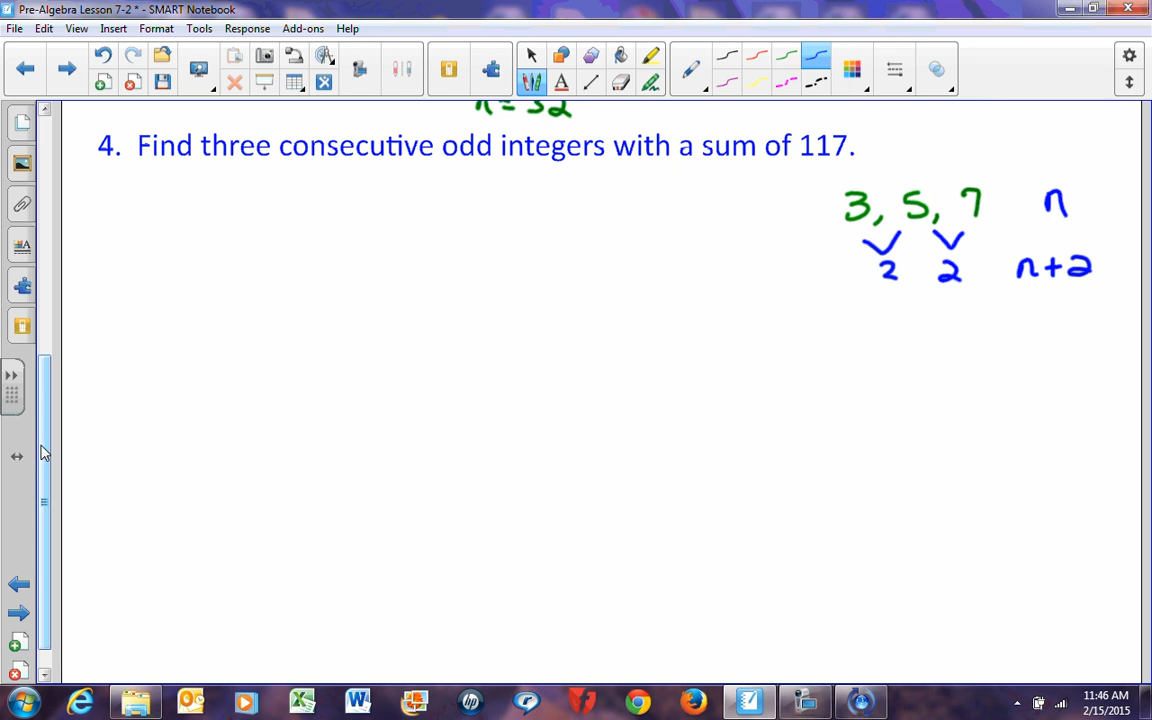 Pre-Algebra Lesson 7-2 * - SMART Notebook
File Edit View Insert Format Tools Response Add-ons Help
n = 32
4. Find three consecutive odd integers with a sum of 117.
3, 5, 7 n
2 2 n+2
11:46 AM
2/15/2015